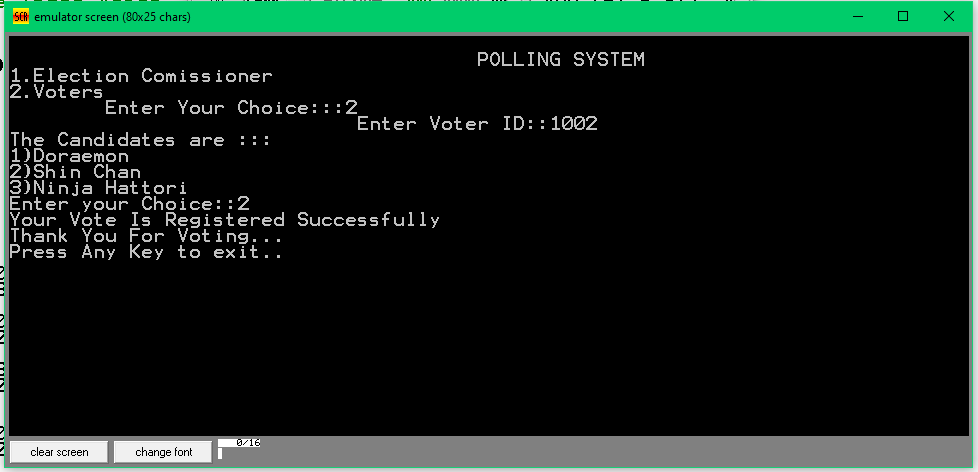 emulator screen (80x25 chars)
POLLING SYSTEM
1.Election Comissioner
2.Voters
Enter Your Choice:::2
Enter Voter ID::1002
The Candidates are :::
1)Doraemon
2)Shin Chan
3)Ninja Hattori
Enter your Choice::2
Your Vote Is Registered Successfully
Thank You For Voting...
Press Any Key to exit..
clear screen
change font
0/16